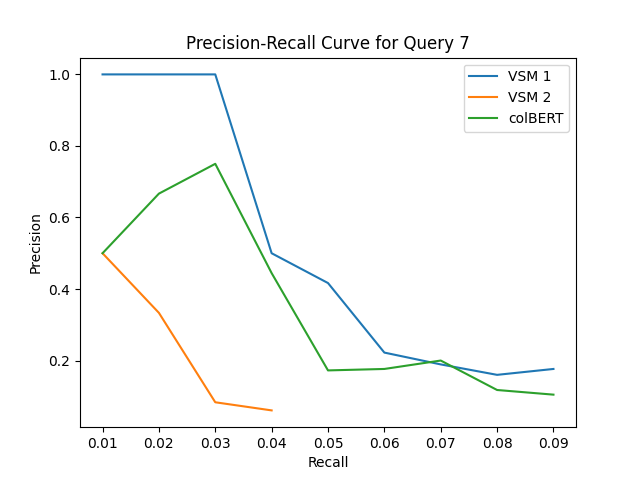 Precision-Recall Curve for Query 7
VSM 1
VSM 2
colBERT
Precision
1.0
0.8
0.6
0.4
0.2
0.01 0.02 0.03 0.04 0.05 0.06 0.07 0.08 0.09
Recall